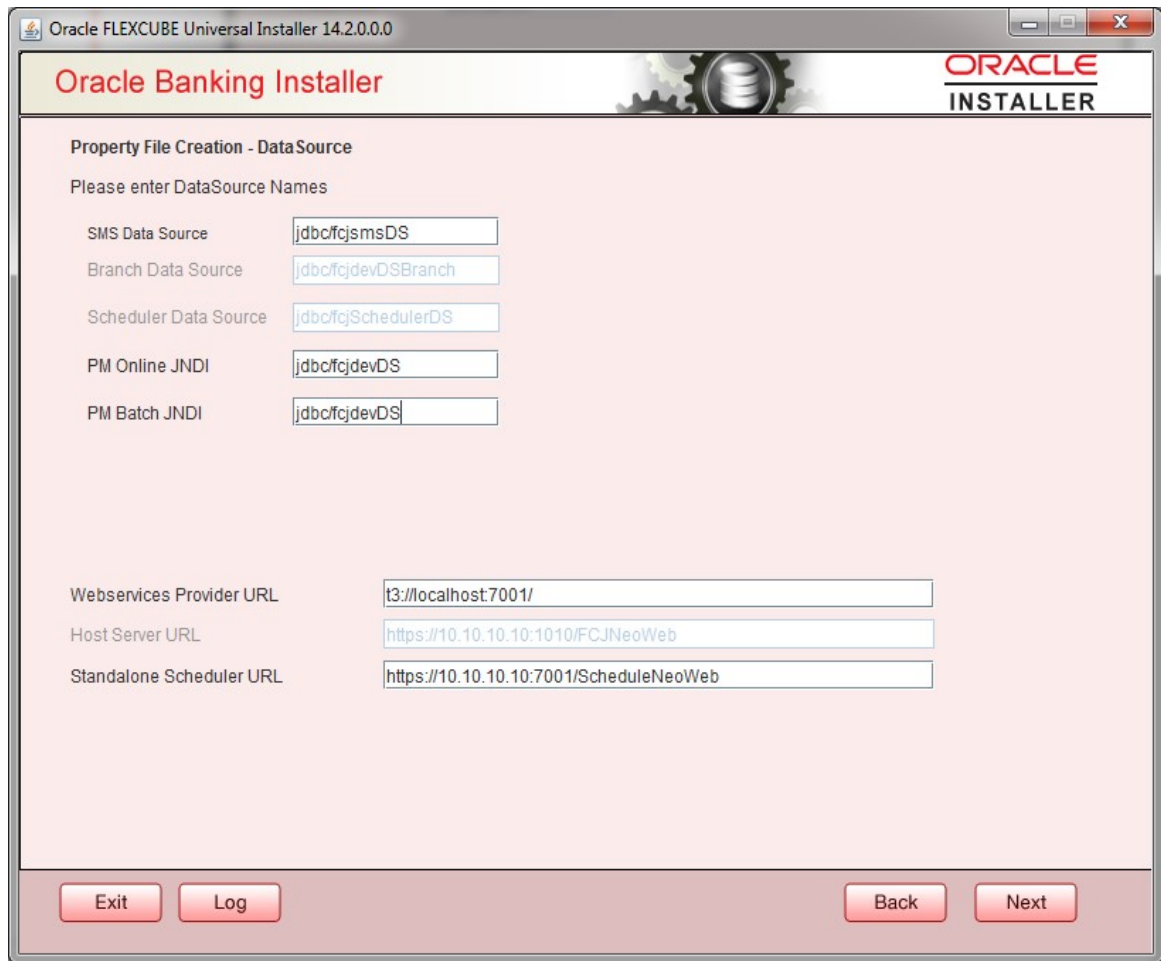 Oracle FLEXCUBE Universal Installer 14.2.0.0.0
Oracle Banking Installer
ORACLE
INSTALLER
Property File Creation - DataSource
Please enter DataSource Names
SMS Data Source jdbc/fcjsmsDS
Branch Data Source jdbc/fcjdevDSBranch
Scheduler Data Source jdbc/fcjSchedulerDS
PM Online JNDI jdbc/fcjdevDS
PM Batch JNDI jdbc/fcjdevDS
Webservices Provider URL t3://localhost:7001/
Host Server URL https://10.10.10.10:1010/FCJNeoWeb
Standalone Scheduler URL https://10.10.10.10:7001/ScheduleNeoWeb
Exit Log Back Next